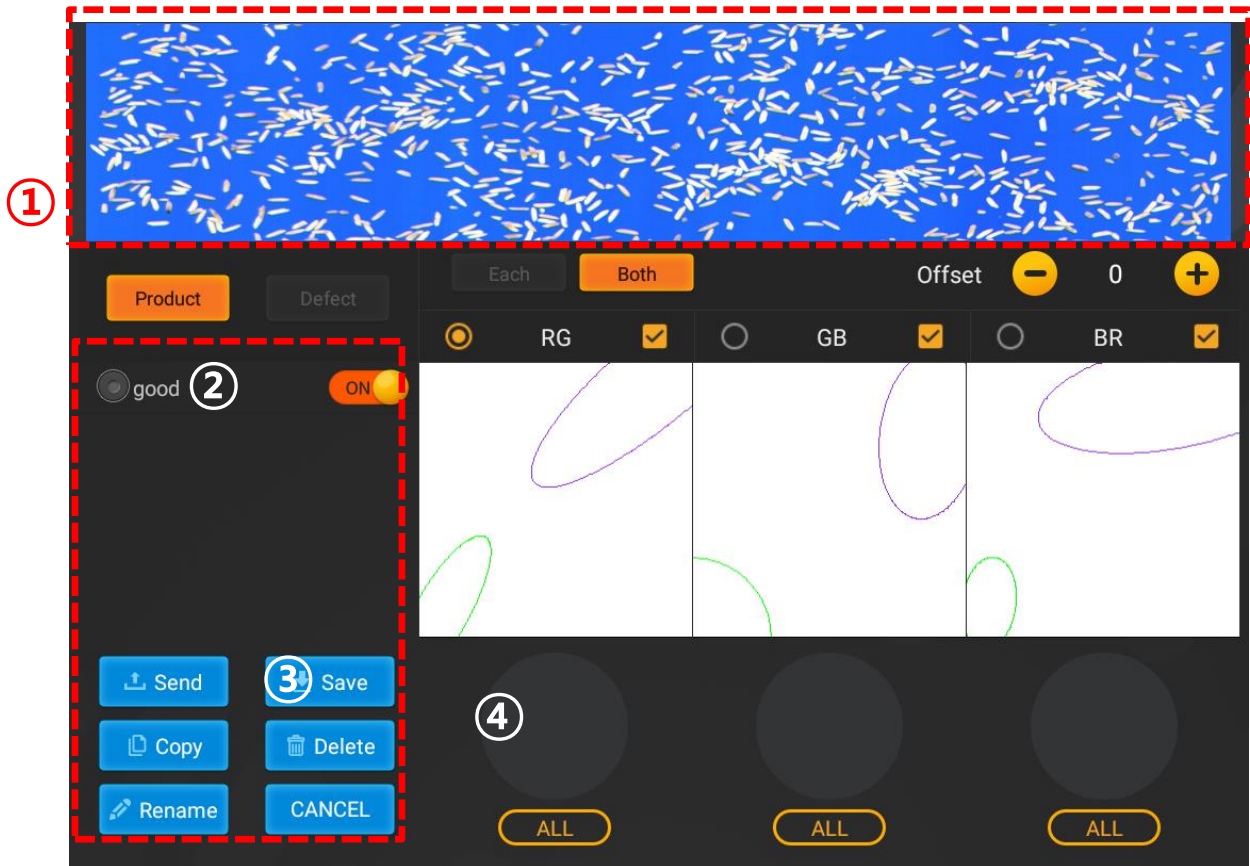 ①
Each Both Offset − 0 +
Product Defect
RG GB BR
good ② ON
Send ③ Save
④
Copy Delete
Rename CANCEL
ALL ALL ALL